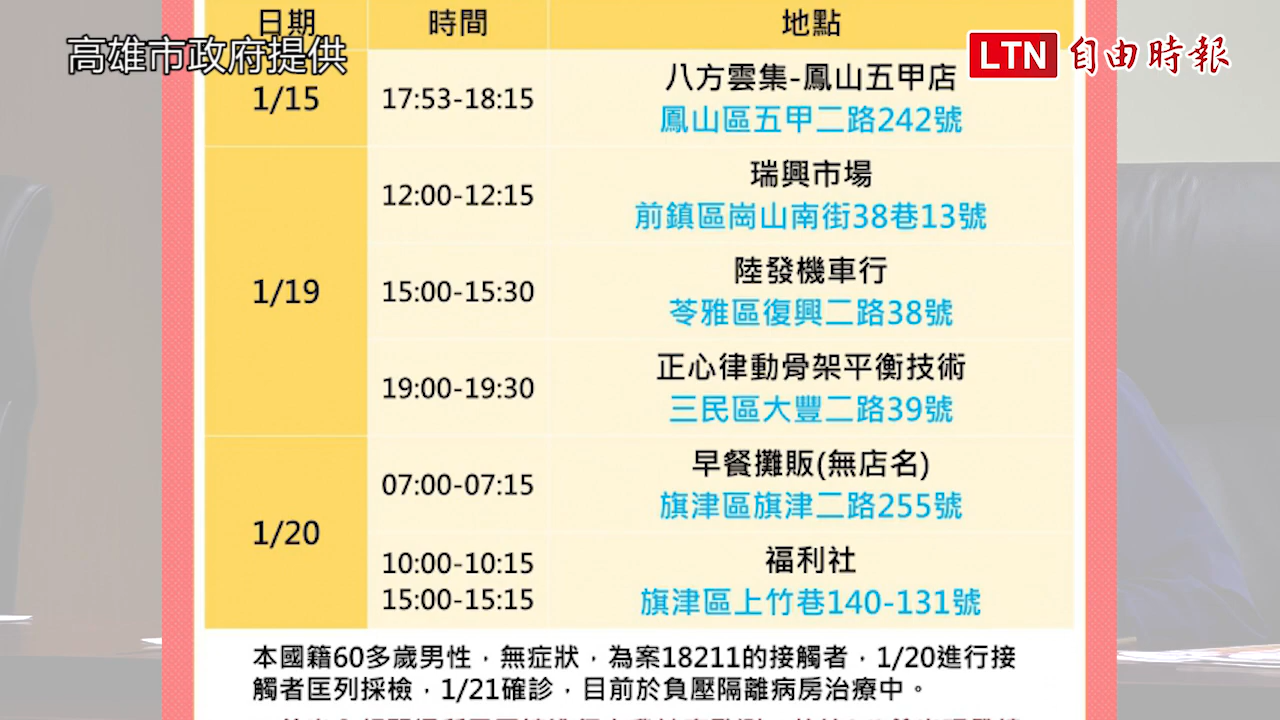 高雄市政府提供
LTN 自由時報
日期 時間 地點
1/15 17:53-18:15 八方雲集-鳳山五甲店
鳳山區五甲二路242號
12:00-12:15 瑞興市場
前鎮區崗山南街38巷13號
1/19 15:00-15:30 陸發機車行
苓雅區復興二路38號
19:00-19:30 正心律動骨架平衡技術
三民區大豐二路39號
1/20 07:00-07:15 早餐攤販(無店名)
旗津區旗津二路255號
10:00-10:15 福利社
15:00-15:15 旗津區上竹巷140-131號
本國籍60多歲男性，無症狀，為案18211的接觸者，1/20進行接
觸者匡列採檢，1/21確診，目前於負壓隔離病房治療中。